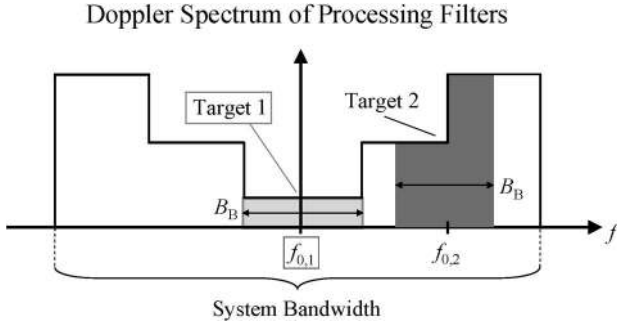 Doppler Spectrum of Processing Filters
Target 1
Target 2
B_B
B_B
f
f_{0,1}
f_{0,2}
System Bandwidth